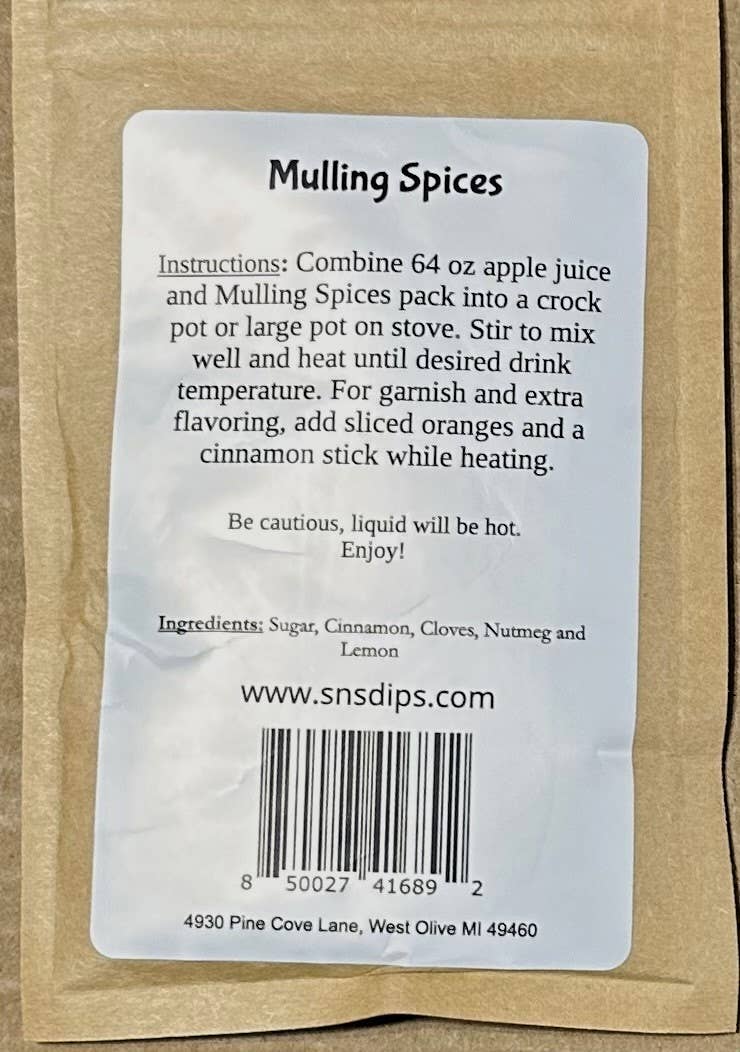 Mulling Spices
Instructions: Combine 64 oz apple juice
and Mulling Spices pack into a crock
pot or large pot on stove. Stir to mix
well and heat until desired drink
temperature. For garnish and extra
flavoring, add sliced oranges and a
cinnamon stick while heating.
Be cautious, liquid will be hot.
Enjoy!
Ingredients: Sugar, Cinnamon, Cloves, Nutmeg and
Lemon
www.snsdips.com
8 50027 41689 2
4930 Pine Cove Lane, West Olive MI 49460